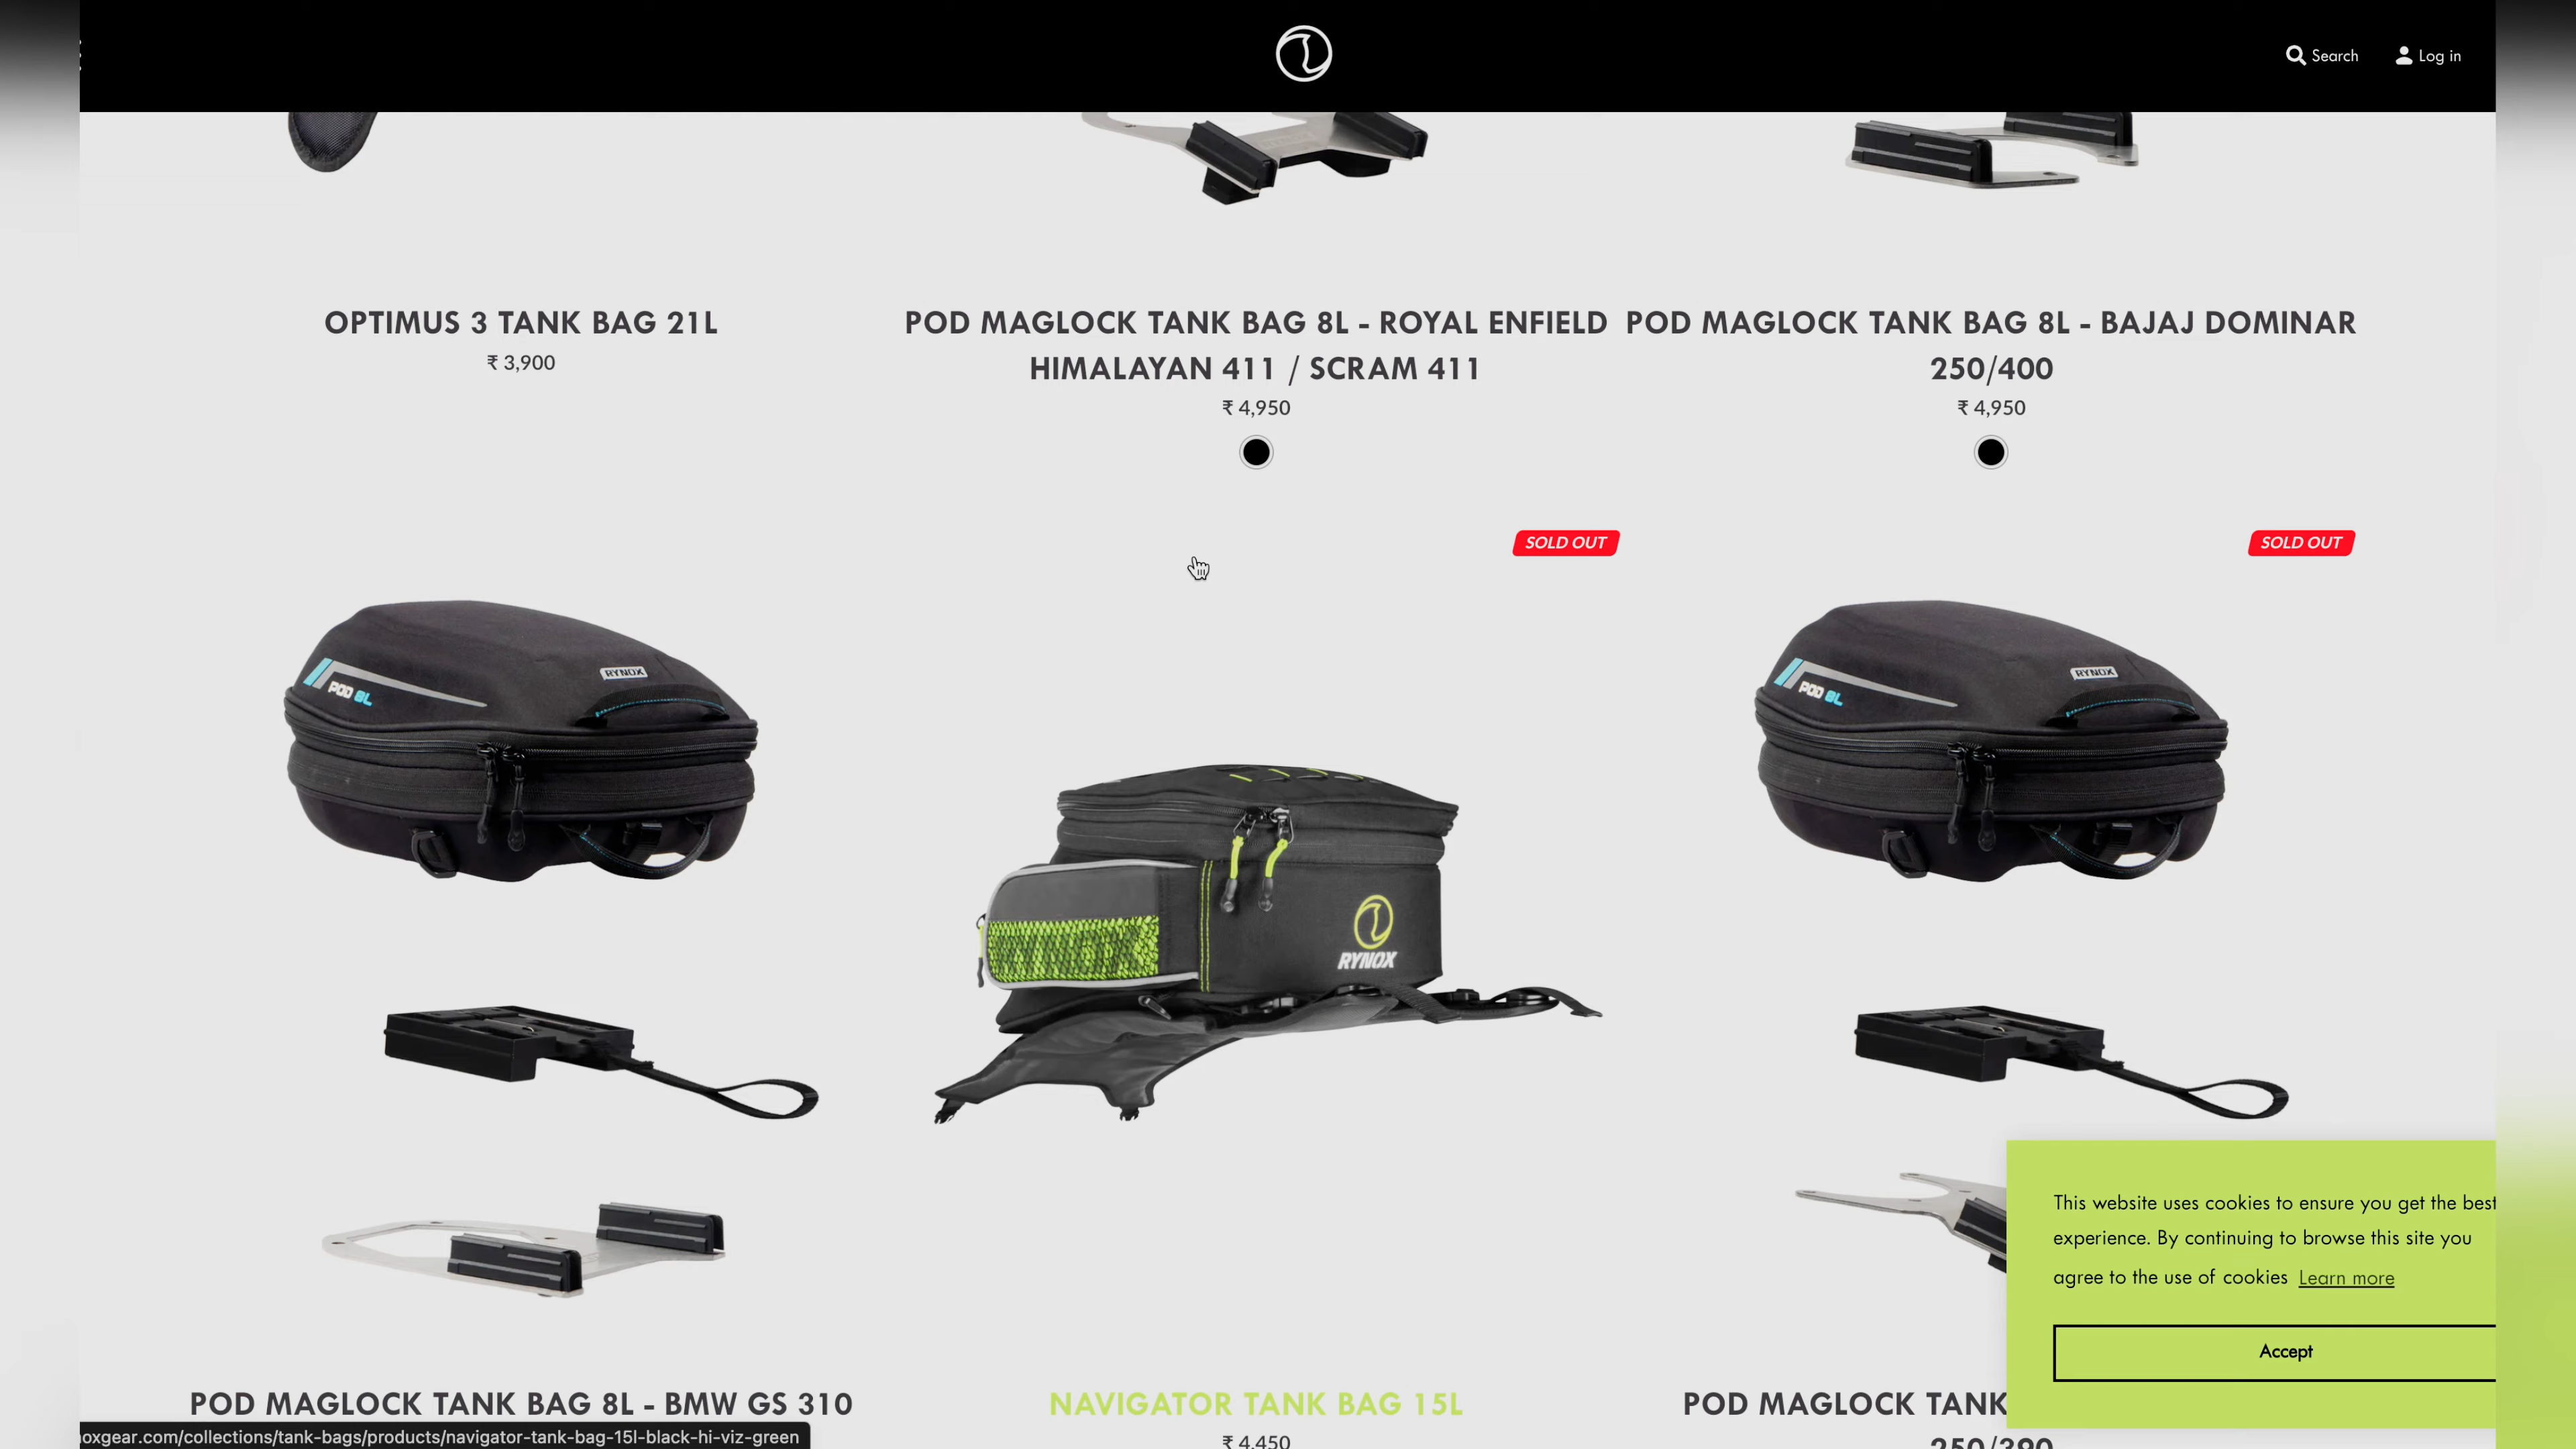 Search
Log in
OPTIMUS 3 TANK BAG 21L
₹ 3,900
POD MAGLOCK TANK BAG 8L - ROYAL ENFIELD
HIMALAYAN 411 / SCRAM 411
₹ 4,950
POD MAGLOCK TANK BAG 8L - BAJAJ DOMINAR
250/400
₹ 4,950
SOLD OUT
SOLD OUT
RYNOX
POD 8L
RYNOX
RYNOX
POD 8L
POD MAGLOCK TANK BAG 8L - BMW GS 310
NAVIGATOR TANK BAG 15L
₹ 4,450
POD MAGLOCK TANK
250/390
This website uses cookies to ensure you get the best
experience. By continuing to browse this site you
agree to the use of cookies Learn more
Accept
oxgear.com/collections/tank-bags/products/navigator-tank-bag-15l-black-hi-viz-green